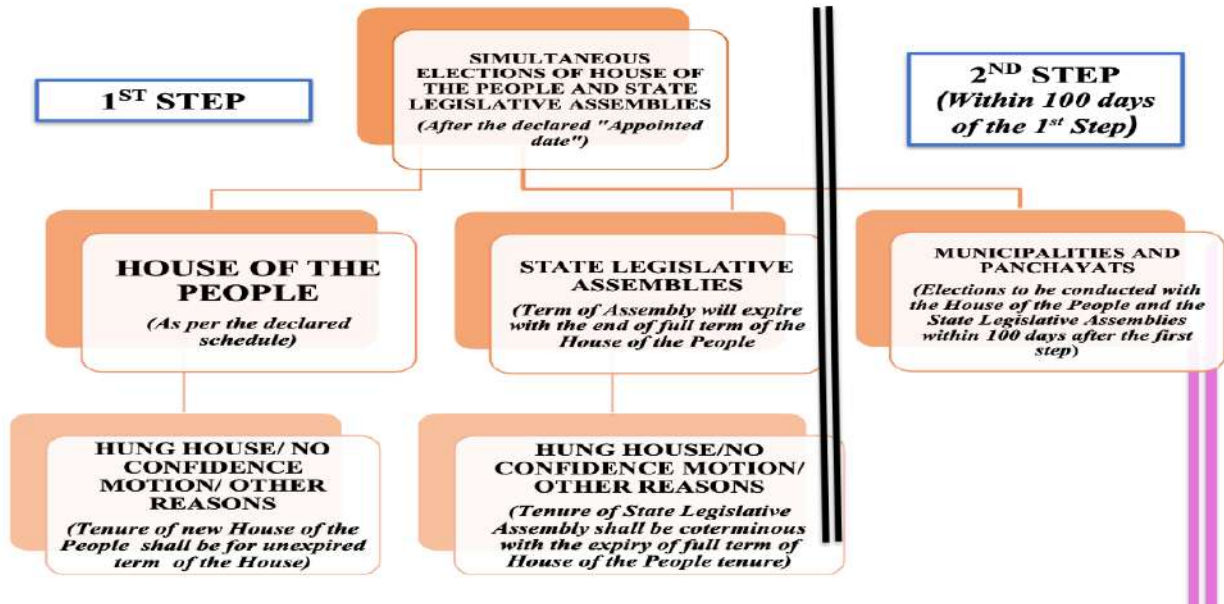 1ST STEP
SIMULTANEOUS
ELECTIONS OF HOUSE OF
THE PEOPLE AND STATE
LEGISLATIVE ASSEMBLIES
(After the declared "Appointed
date")
2ND STEP
(Within 100 days
of the 1st Step)
HOUSE OF THE
PEOPLE
(As per the declared
schedule)
STATE LEGISLATIVE
ASSEMBLIES
(Term of Assembly will expire
with the end of full term of the
House of the People
MUNICIPALITIES AND
PANCHAYATS
(Elections to be conducted with
the House of the People and the
State Legislative Assemblies
within 100 days after the first
step)
HUNG HOUSE/ NO
CONFIDENCE
MOTION/ OTHER
REASONS
(Tenure of new House of the
People shall be for unexpired
term of the House)
HUNG HOUSE/NO
CONFIDENCE MOTION/
OTHER REASONS
(Tenure of State Legislative
Assembly shall be coterminous
with the expiry of full term of
House of the People tenure)